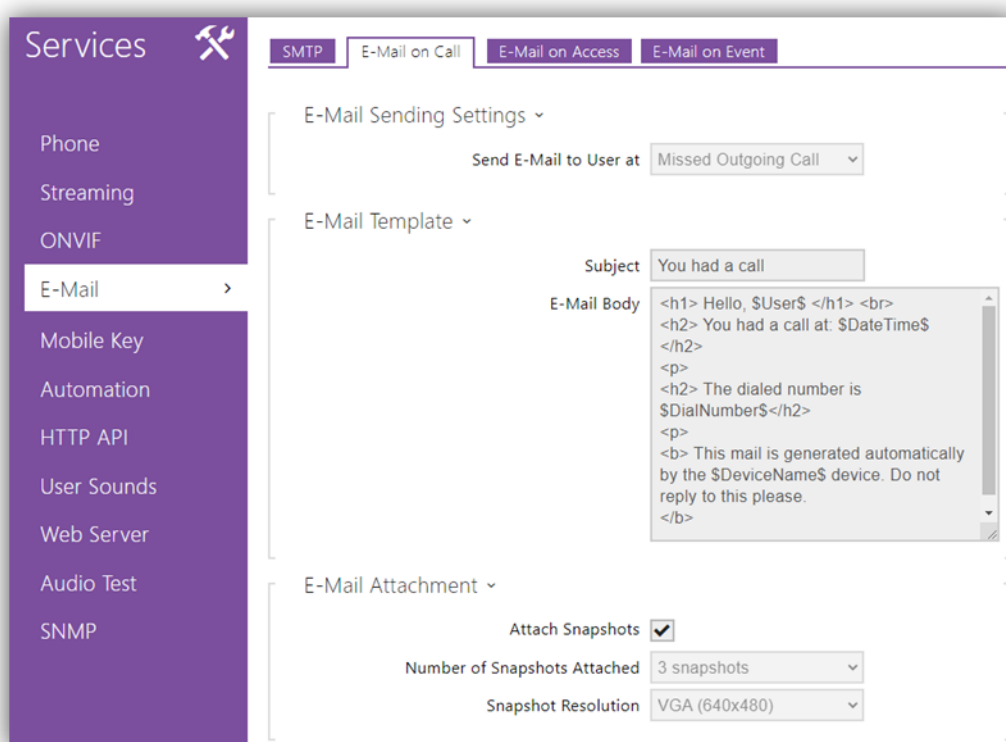 Services
SMTP
E-Mail on Call
E-Mail on Access
E-Mail on Event
Phone
Streaming
ONVIF
E-Mail
Mobile Key
Automation
HTTP API
User Sounds
Web Server
Audio Test
SNMP
E-Mail Sending Settings
Send E-Mail to User at Missed Outgoing Call
E-Mail Template
Subject You had a call
E-Mail Body
<h1> Hello, $User$ </h1> <br>
<h2> You had a call at: $DateTime$
</h2>
<p>
<h2> The dialed number is
$DialNumber$</h2>
<p>
<b> This mail is generated automatically
by the $DeviceName$ device. Do not
reply to this please.
</b>
E-Mail Attachment
Attach Snapshots
Number of Snapshots Attached 3 snapshots
Snapshot Resolution VGA (640x480)